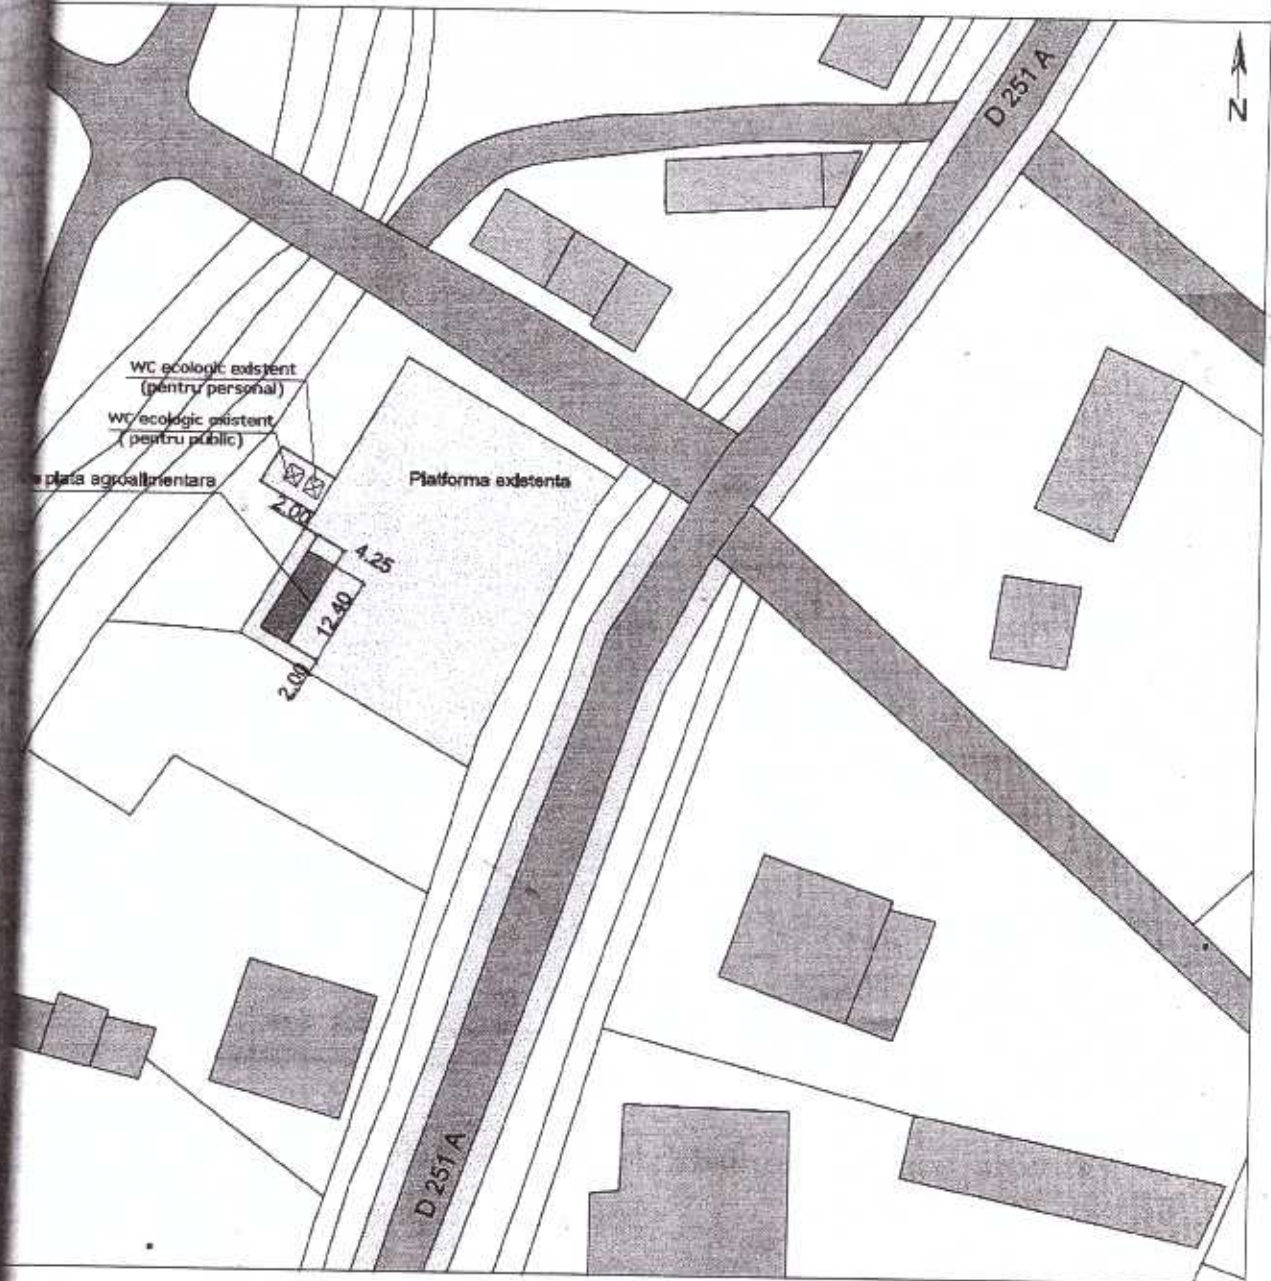 D 251 A
N
WC ecologic existent
(pentru personal)
WC ecologic existent
( pentru public)
plata agroalimentara
Platforma existenta
2.00
4.25
12.40
2.00
D 251 A